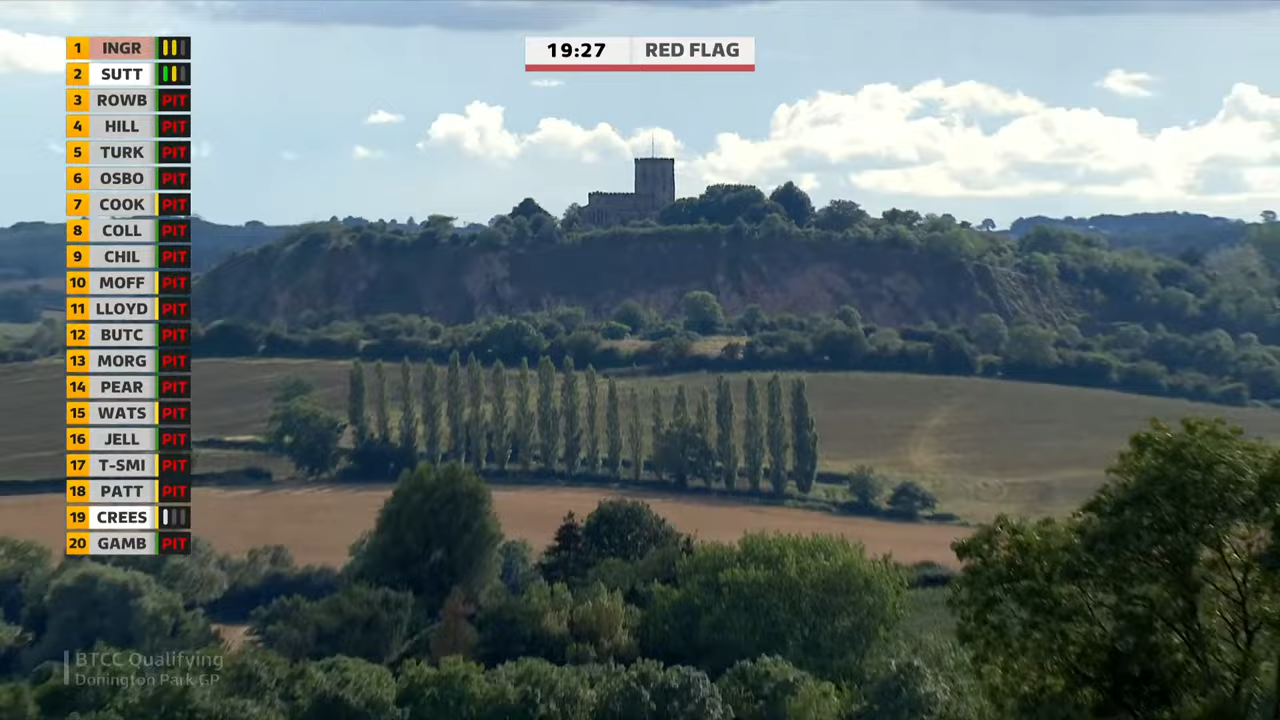 19:27 RED FLAG
1 INGR
2 SUTT
3 ROWB PIT
4 HILL PIT
5 TURK PIT
6 OSBO PIT
7 COOK PIT
8 COLL PIT
9 CHIL PIT
10 MOFF PIT
11 LLOYD PIT
12 BUTC PIT
13 MORG PIT
14 PEAR PIT
15 WATS PIT
16 JELL PIT
17 T-SMI PIT
18 PATT PIT
19 CREES
20 GAMB PIT
BTCC Qualifying
Donington Park GP